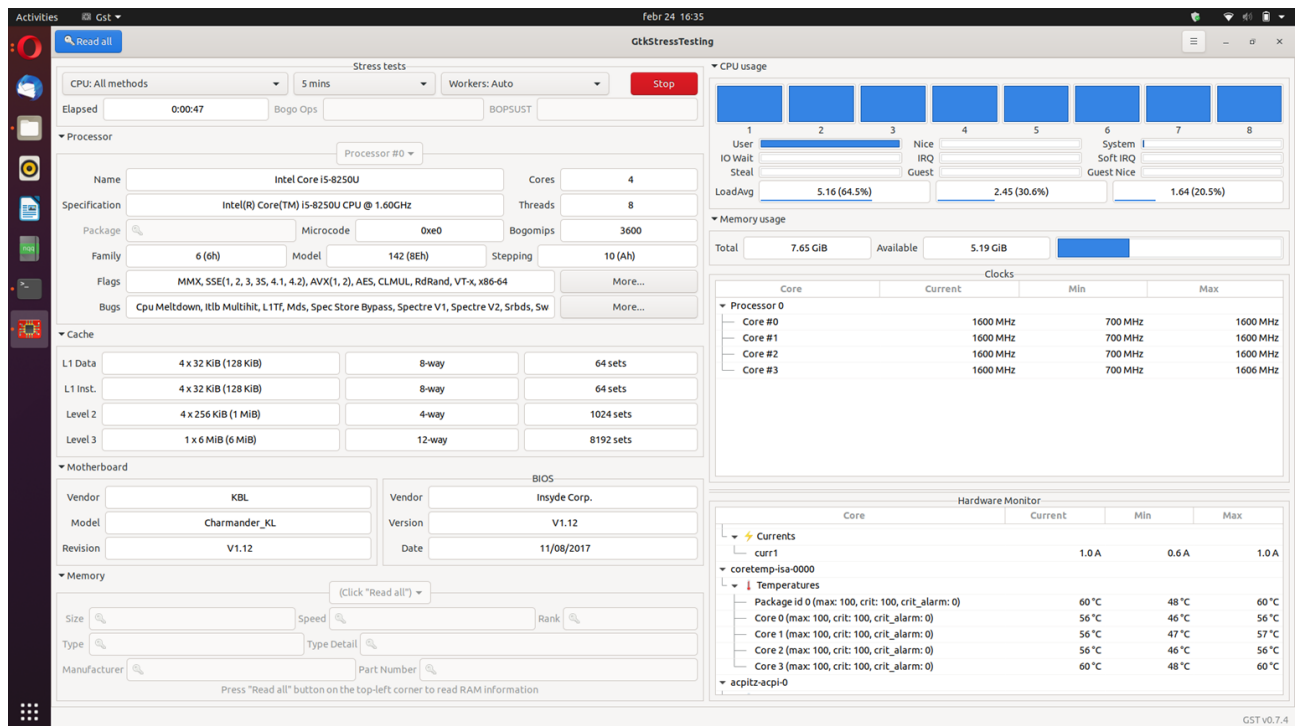 Activities Gst febr 24 16:35
Read all GtkStressTesting
Stress tests
CPU: All methods 5 mins Workers: Auto Stop
Elapsed 0:00:47 Bogo Ops BOPSUST
Processor
Processor #0
Name Intel Core i5-8250U Cores 4
Specification Intel(R) Core(TM) i5-8250U CPU @ 1.60GHz Threads 8
Package Microcode 0xe0 Bogomips 3600
Family 6 (6h) Model 142 (8Eh) Stepping 10 (Ah)
Flags MMX, SSE(1, 2, 3, 3S, 4.1, 4.2), AVX(1, 2), AES, CLMUL, RdRand, VT-x, x86-64 More...
Bugs Cpu Meltdown, Itlb Multihit, L1Tf, Mds, Spec Store Bypass, Spectre V1, Spectre V2, Srbds, Sw More...
Cache
L1 Data 4 x 32 KiB (128 KiB) 8-way 64 sets
L1 Inst. 4 x 32 KiB (128 KiB) 8-way 64 sets
Level 2 4 x 256 KiB (1 MiB) 4-way 1024 sets
Level 3 1 x 6 MiB (6 MiB) 12-way 8192 sets
Motherboard
BIOS
Vendor KBL Vendor Insyde Corp.
Model Charmander_KL Version V1.12
Revision V1.12 Date 11/08/2017
Memory
(Click "Read all")
Size Speed Rank
Type Type Detail
Manufacturer Part Number
Press "Read all" button on the top-left corner to read RAM information
CPU usage
1 2 3 4 5 6 7 8
User Nice System
IO Wait IRQ Soft IRQ
Steal Guest Guest Nice
LoadAvg 5.16 (64.5%) 2.45 (30.6%) 1.64 (20.5%)
Memory usage
Total 7.65 GiB Available 5.19 GiB
Clocks
Core Current Min Max
Processor 0
Core #0 1600 MHz 700 MHz 1600 MHz
Core #1 1600 MHz 700 MHz 1600 MHz
Core #2 1600 MHz 700 MHz 1600 MHz
Core #3 1600 MHz 700 MHz 1606 MHz
Hardware Monitor
Core Current Min Max
Currents
curr1 1.0 A 0.6 A 1.0 A
coretemp-isa-0000
Temperatures
Package id 0 (max: 100, crit: 100, crit_alarm: 0) 60 °C 48 °C 60 °C
Core 0 (max: 100, crit: 100, crit_alarm: 0) 56 °C 46 °C 56 °C
Core 1 (max: 100, crit: 100, crit_alarm: 0) 56 °C 47 °C 57 °C
Core 2 (max: 100, crit: 100, crit_alarm: 0) 56 °C 46 °C 56 °C
Core 3 (max: 100, crit: 100, crit_alarm: 0) 60 °C 48 °C 60 °C
acpitz-acpi-0
GST v0.7.4